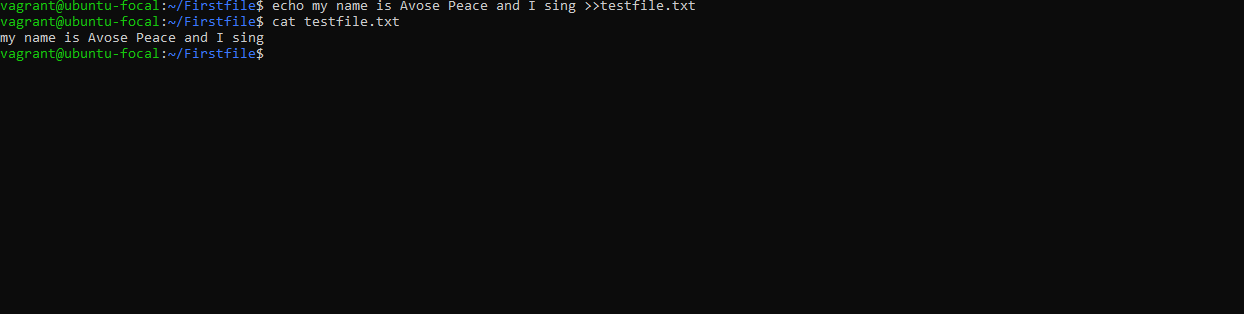 vagrant@ubuntu-focal:~/Firstfile$ echo my name is Avose Peace and I sing >>testfile.txt
vagrant@ubuntu-focal:~/Firstfile$ cat testfile.txt
my name is Avose Peace and I sing
vagrant@ubuntu-focal:~/Firstfile$